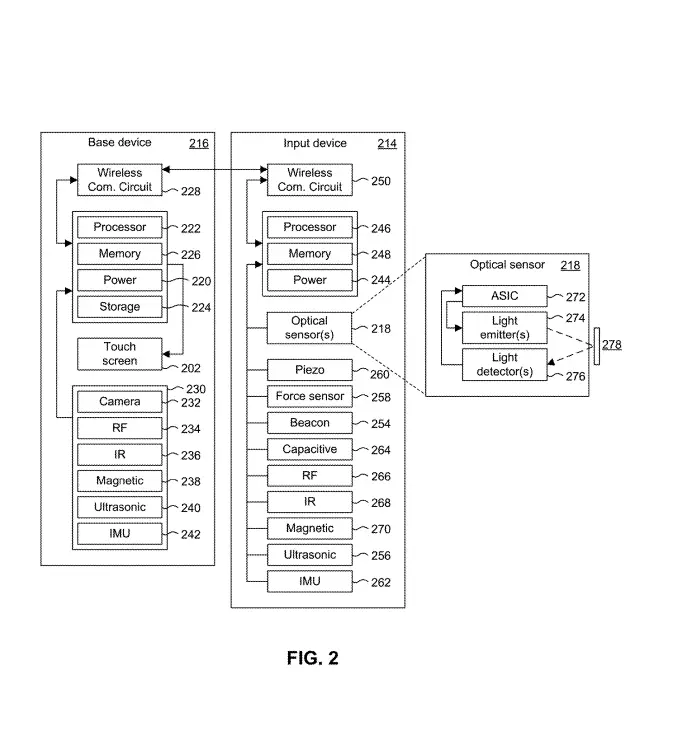 Base device 216
Wireless
Com. Circuit
228
Processor 222
Memory 226
Power 220
Storage 224
Touch
screen
202
230
Camera 232
RF 234
IR 236
Magnetic 238
Ultrasonic 240
IMU 242
Input device 214
Wireless
Com. Circuit
250
Processor 246
Memory 248
Power 244
Optical
sensor(s)
218
Piezo 260
Force sensor 258
Beacon 254
Capacitive 264
RF 266
IR 268
Magnetic 270
Ultrasonic 256
IMU 262
Optical sensor 218
ASIC 272
274
Light
emitter(s)
Light
detector(s)
276
278
FIG. 2